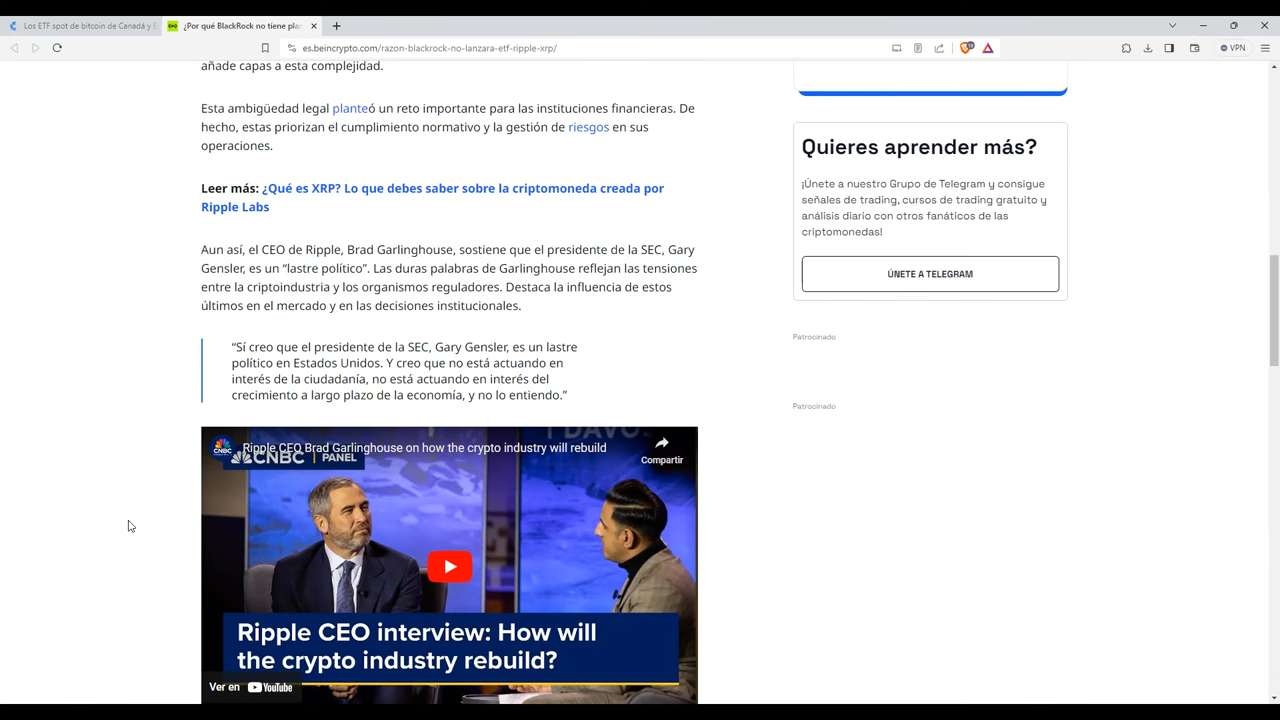 Los ETF spot de bitcoin de Canadá y E
¿Por qué BlackRock no tiene plan
es.beincrypto.com/razon-blackrock-no-lanzara-etf-ripple-xrp/
VPN
añade capas a esta complejidad.
Esta ambigüedad legal planteó un reto importante para las instituciones financieras. De
hecho, estas priorizan el cumplimiento normativo y la gestión de riesgos en sus
operaciones.
Leer más: ¿Qué es XRP? Lo que debes saber sobre la criptomoneda creada por
Ripple Labs
Aun así, el CEO de Ripple, Brad Garlinghouse, sostiene que el presidente de la SEC, Gary
Gensler, es un “lastre político”. Las duras palabras de Garlinghouse reflejan las tensiones
entre la criptoindustria y los organismos reguladores. Destaca la influencia de estos
últimos en el mercado y en las decisiones institucionales.
“Sí creo que el presidente de la SEC, Gary Gensler, es un lastre
político en Estados Unidos. Y creo que no está actuando en
interés de la ciudadanía, no está actuando en interés del
crecimiento a largo plazo de la economía, y no lo entiendo.”
Ripple CEO Brad Garlinghouse on how the crypto industry will rebuild
Compartir
CNBC | PANEL
Ripple CEO interview: How will
the crypto industry rebuild?
Ver en YouTube
Quieres aprender más?
¡Únete a nuestro Grupo de Telegram y consigue
señales de trading, cursos de trading gratuito y
análisis diario con otros fanáticos de las
criptomonedas!
ÚNETE A TELEGRAM
Patrocinado
Patrocinado